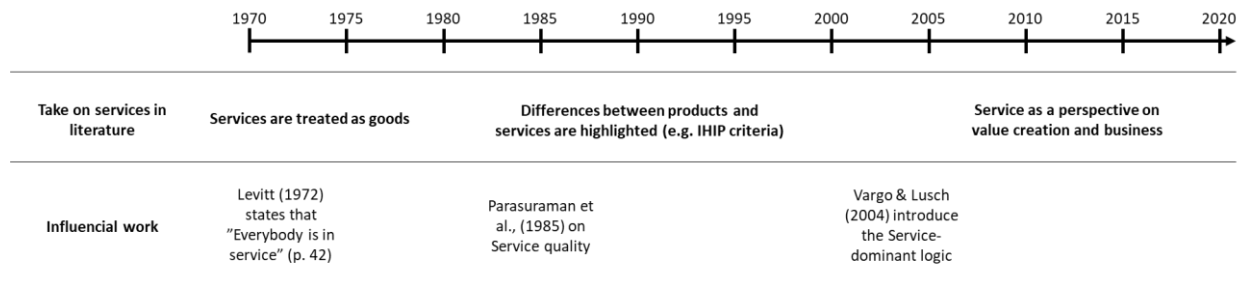 1970 1975 1980 1985 1990 1995 2000 2005 2010 2015 2020
Take on services in
literature
Services are treated as goods
Differences between products and
services are highlighted (e.g. IHIP criteria)
Service as a perspective on
value creation and business
Influencial work
Levitt (1972)
states that
”Everybody is in
service” (p. 42)
Parasuraman et
al., (1985) on
Service quality
Vargo & Lusch
(2004) introduce
the Service-
dominant logic